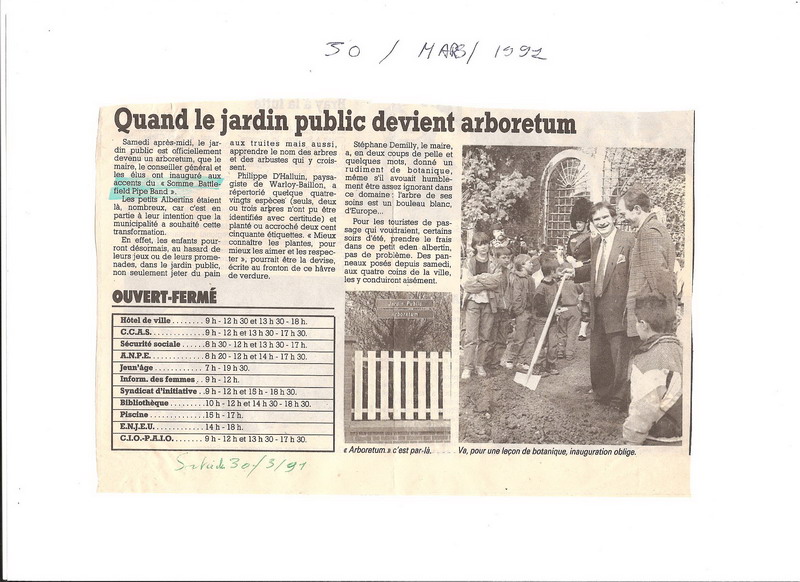 30 / MARS / 1991
Quand le jardin public devient arboretum
Samedi après-midi, le jar-
din public est officiellement
devenu un arboretum, que le
maire, le conseiller général et
les élus ont inauguré aux
accents du « Somme Battle-
field Pipe Band ».
Les petits Albertins étaient
là, nombreux, car c'est en
partie à leur intention que la
municipalité a souhaité cette
transformation.
En effet, les enfants pour-
ront désormais, au hasard de
leurs jeux ou de leurs prome-
nades, dans le jardin public,
non seulement jeter du pain
aux truites mais aussi,
apprendre le nom des arbres
et des arbustes qui y crois-
sent.
Philippe D'Halluin, paysa-
giste de Warloy-Baillon, a
répertorié quelque quatre-
vingts espèces (seuls, deux
ou trois arbres n'ont pu être
identifiés avec certitude) et
planté ou accroché deux cent
cinquante étiquettes. « Mieux
connaître les plantes, pour
mieux les aimer et les respec-
ter », pourrait être la devise,
écrite au fronton de ce hâvre
de verdure.
Stéphane Demilly, le maire,
a, en deux coups de pelle et
quelques mots, donné un
rudiment de botanique,
même s'il avouait humble-
ment être assez ignorant dans
ce domaine : l'arbre de ses
soins est un bouleau blanc,
d'Europe...
Pour les touristes de pas-
sage qui voudraient, certains
soirs d'été, prendre le frais
dans ce petit eden albertin,
pas de problème. Des pan-
neaux posés depuis samedi,
aux quatre coins de la ville,
les y conduiront aisément.
OUVERT-FERMÉ
Hôtel de ville ........ 9 h - 12 h 30 et 13 h 30 - 18 h.
C.C.A.S. ............ 9 h - 12 h et 13 h 30 - 17 h 30.
Sécurité sociale ..... 8 h 30 - 12 h et 13 h 30 - 17 h.
A.N.P.E. ............ 8 h 20 - 12 h et 14 h - 17 h 30.
Jeun'âge ............ 7 h - 19 h 30.
Inform. des femmes .. 9 h - 12 h.
Syndicat d'initiative .. 9 h - 12 h et 15 h - 18 h 30.
Bibliothèque ......... 10 h - 12 h et 14 h 30 - 18 h 30.
Piscine .............. 15 h - 17 h.
E.N.J.E.U. ........... 14 h - 18 h.
C.I.O.-P.A.I.O. ....... 9 h - 12 h et 13 h 30 - 17 h 30.
Jardin Public
Arboretum
« Arboretum » c'est par-là.
Va, pour une leçon de botanique, inauguration oblige.
30/3/91